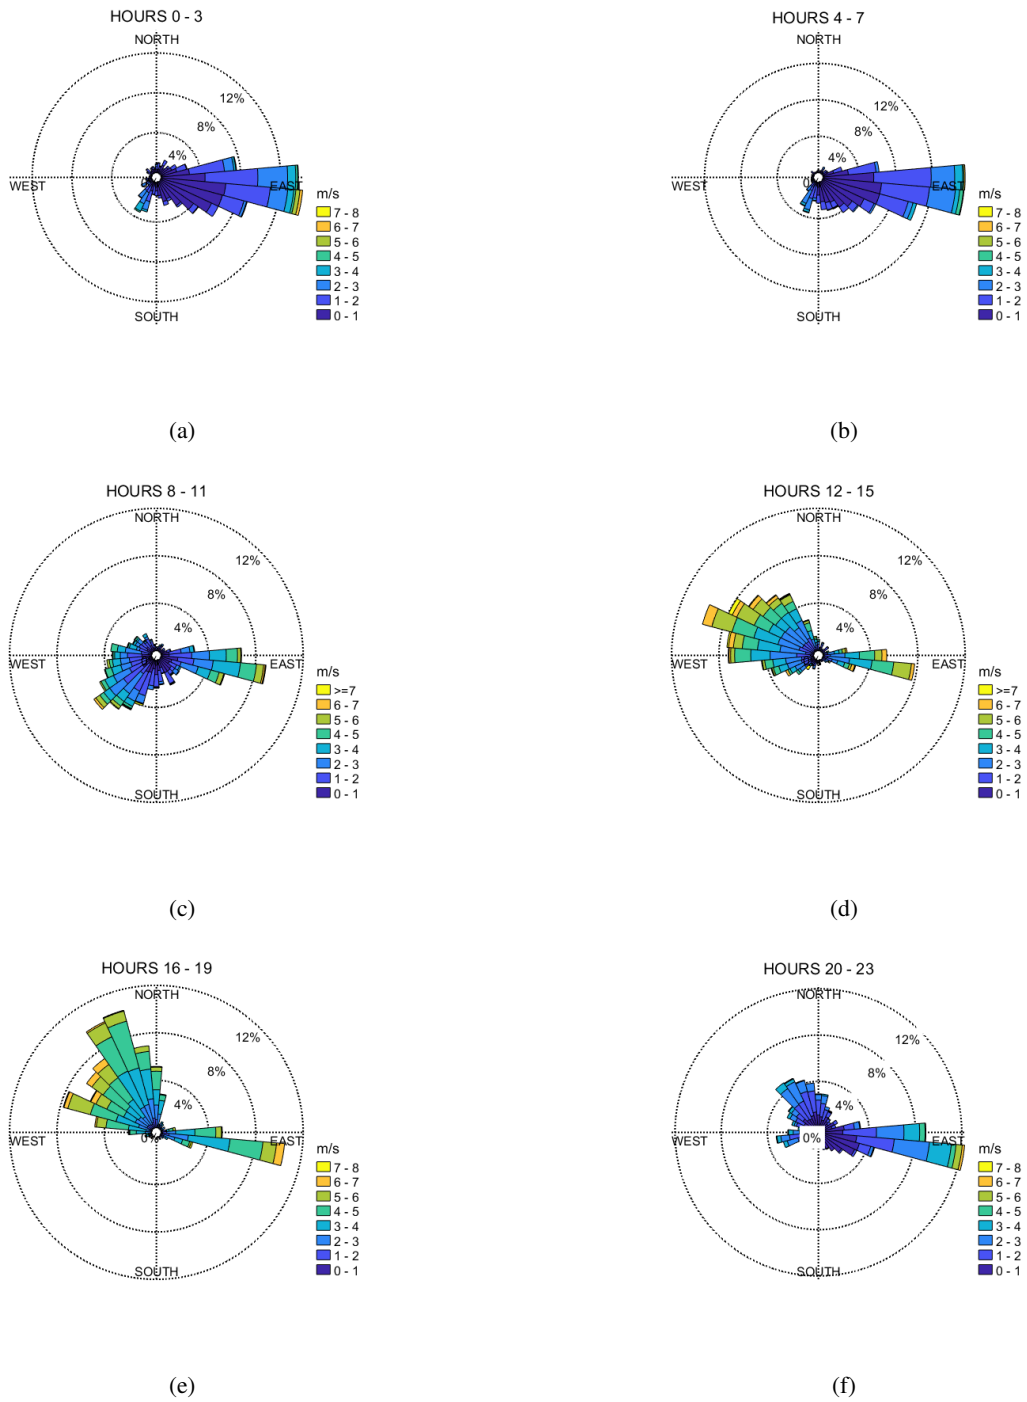 HOURS 0 - 3
NORTH
12%
8%
4%
WEST
EAST
SOUTH
m/s
7 - 8
6 - 7
5 - 6
4 - 5
3 - 4
2 - 3
1 - 2
0 - 1
(a)
HOURS 4 - 7
NORTH
12%
8%
4%
0
WEST
EAST
SOUTH
m/s
7 - 8
6 - 7
5 - 6
4 - 5
3 - 4
2 - 3
1 - 2
0 - 1
(b)
HOURS 8 - 11
NORTH
12%
8%
4%
WEST
EAST
SOUTH
m/s
>=7
6 - 7
5 - 6
4 - 5
3 - 4
2 - 3
1 - 2
0 - 1
(c)
HOURS 12 - 15
NORTH
12%
8%
4%
WEST
EAST
SOUTH
m/s
>=7
6 - 7
5 - 6
4 - 5
3 - 4
2 - 3
1 - 2
0 - 1
(d)
HOURS 16 - 19
NORTH
12%
8%
4%
0%
WEST
EAST
SOUTH
m/s
7 - 8
6 - 7
5 - 6
4 - 5
3 - 4
2 - 3
1 - 2
0 - 1
(e)
HOURS 20 - 23
NORTH
12%
8%
4%
0%
WEST
EAST
SOUTH
m/s
7 - 8
6 - 7
5 - 6
4 - 5
3 - 4
2 - 3
1 - 2
0 - 1
(f)